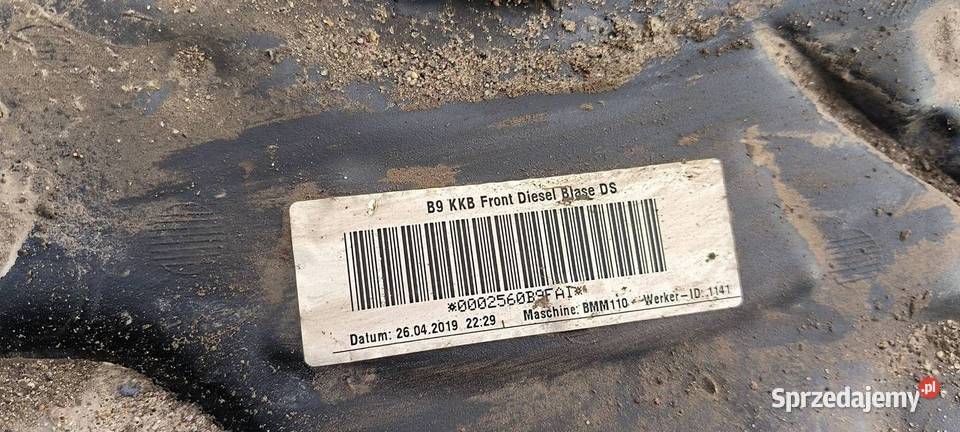 B9 KKB Front Diesel Blase DS
*0002560B9FAI*
Datum: 26.04.2019 22:29 Maschine: BMM110 Werker-ID: 1141
Sprzedajemy.pl